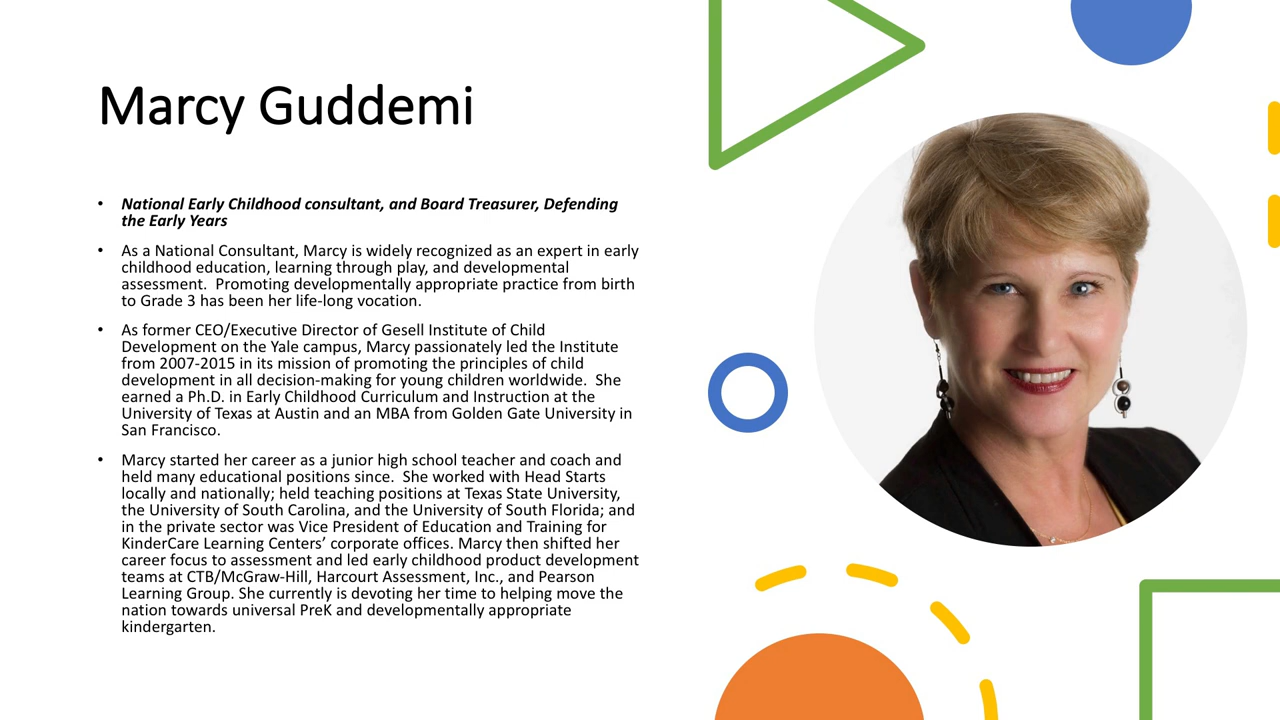 Marcy Guddemi
• National Early Childhood consultant, and Board Treasurer, Defending
the Early Years
• As a National Consultant, Marcy is widely recognized as an expert in early
childhood education, learning through play, and developmental
assessment.  Promoting developmentally appropriate practice from birth
to Grade 3 has been her life-long vocation.
• As former CEO/Executive Director of Gesell Institute of Child
Development on the Yale campus, Marcy passionately led the Institute
from 2007-2015 in its mission of promoting the principles of child
development in all decision-making for young children worldwide.  She
earned a Ph.D. in Early Childhood Curriculum and Instruction at the
University of Texas at Austin and an MBA from Golden Gate University in
San Francisco.
• Marcy started her career as a junior high school teacher and coach and
held many educational positions since.  She worked with Head Starts
locally and nationally; held teaching positions at Texas State University,
the University of South Carolina, and the University of South Florida; and
in the private sector was Vice President of Education and Training for
KinderCare Learning Centers’ corporate offices. Marcy then shifted her
career focus to assessment and led early childhood product development
teams at CTB/McGraw-Hill, Harcourt Assessment, Inc., and Pearson
Learning Group. She currently is devoting her time to helping move the
nation towards universal PreK and developmentally appropriate
kindergarten.